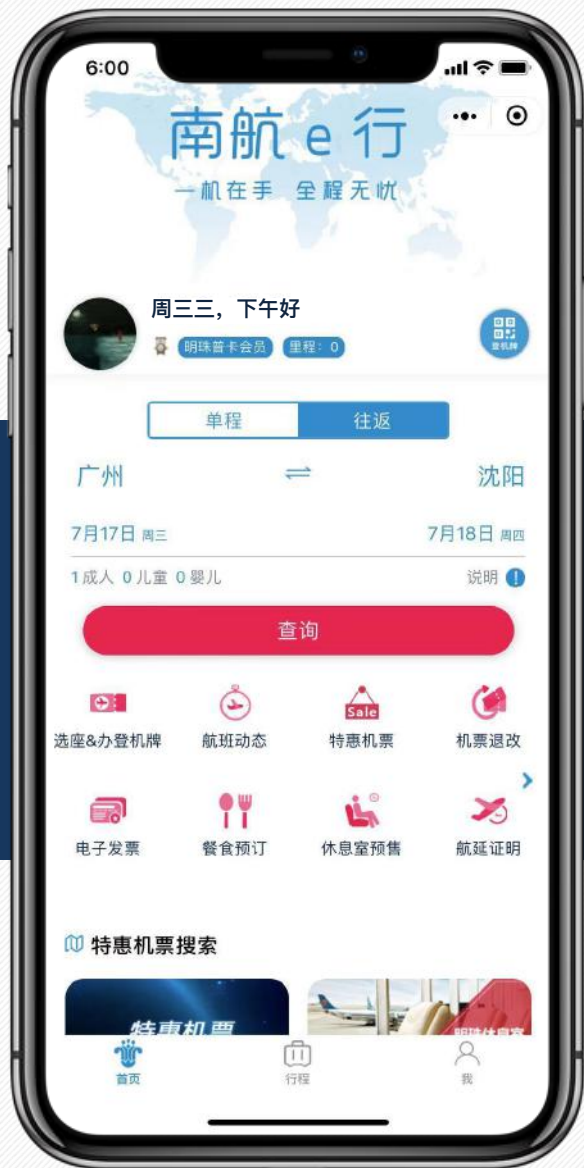 6:00
南航 e 行
一机在手 全程无忧
周三三，下午好
明珠普卡会员 里程：0
登机牌
单程 往返
广州 沈阳
7月17日 周三 7月18日 周四
1成人 0儿童 0婴儿 说明
查询
Sale
选座&办登机牌 航班动态 特惠机票 机票退改
电子发票 餐食预订 休息室预售 航延证明
特惠机票搜索
特惠机票 明珠休息室
首页 行程 我